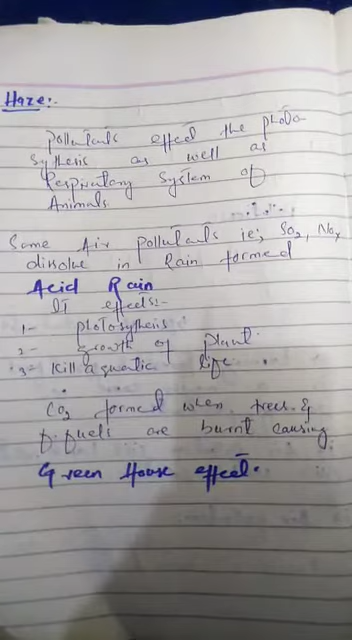 Haze:-
Pollutants effect the photo-
sythesis as well as
Respiratory System of
Animals
Some Air pollutants ie; SO2, NOx
dissolve in Rain formed
Acid Rain
It effects:-
1- photosythesis
2- growth of plant.
3- Kill aquatic life.
CO2 formed when trees &
f. fuels are burnt causing
Green House effect.